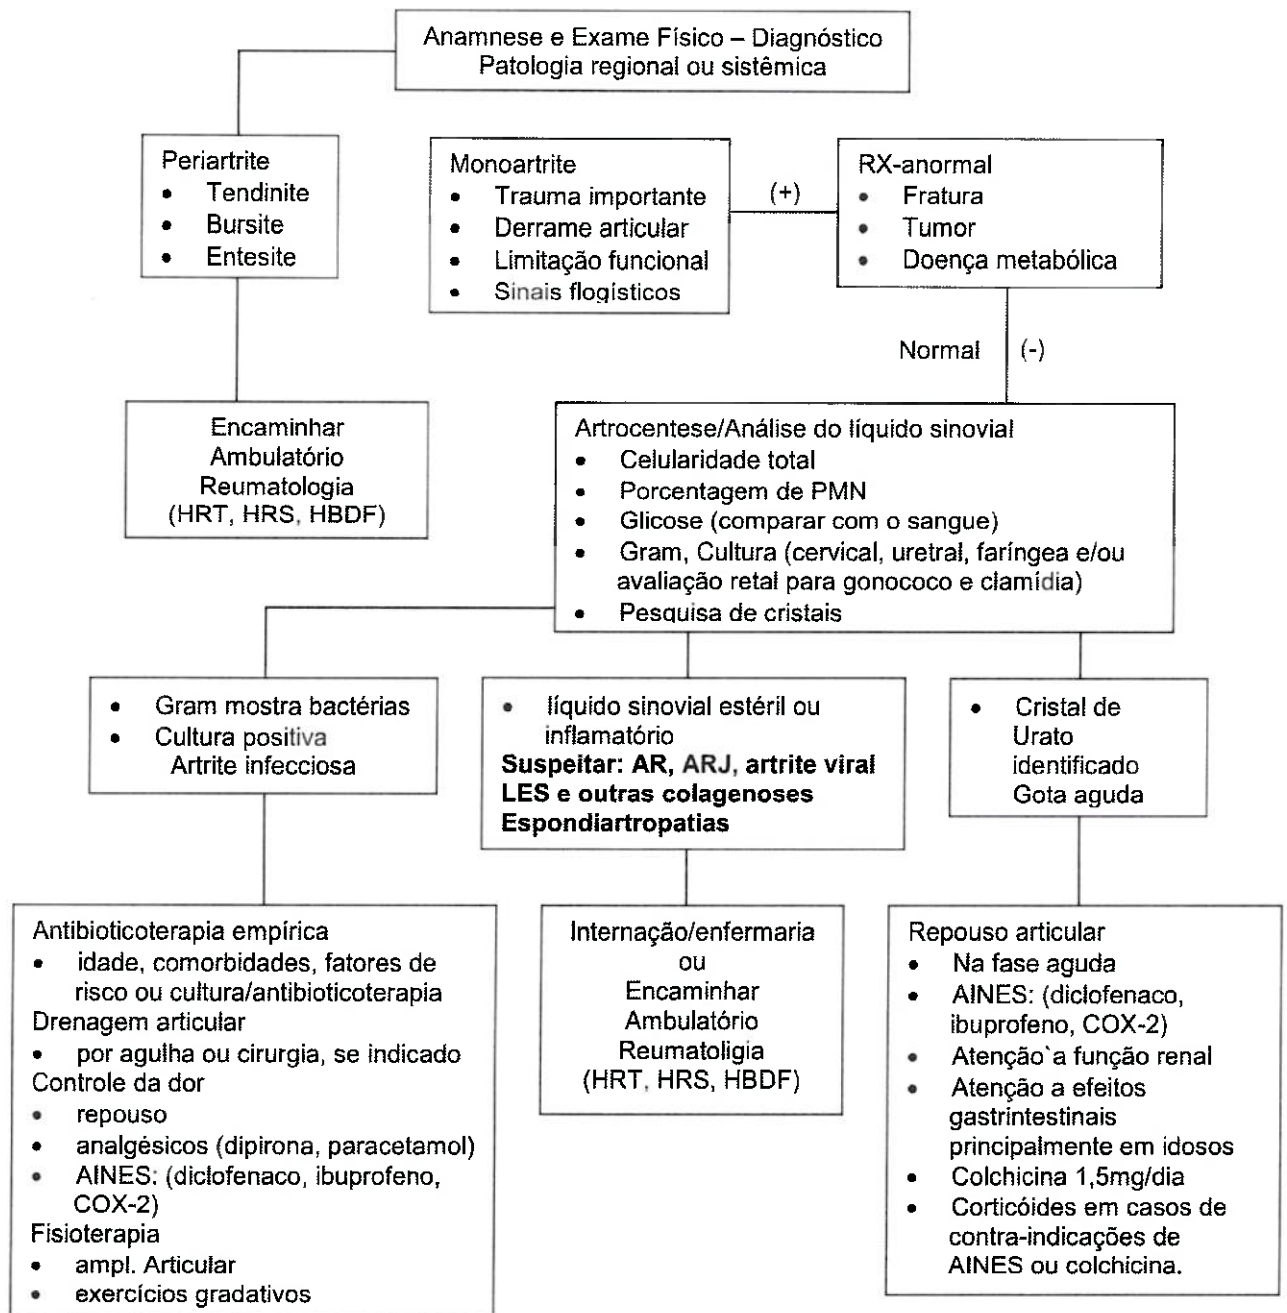 Anamnese e Exame Físico – Diagnóstico
Patologia regional ou sistêmica
Periartrite
• Tendinite
• Bursite
• Entesite
Monoartrite
• Trauma importante
• Derrame articular
• Limitação funcional
• Sinais flogísticos
(+)
RX-anormal
• Fratura
• Tumor
• Doença metabólica
Normal (-)
Encaminhar
Ambulatório
Reumatologia
(HRT, HRS, HBDF)
Artrocentese/Análise do líquido sinovial
• Celularidade total
• Porcentagem de PMN
• Glicose (comparar com o sangue)
• Gram, Cultura (cervical, uretral, faríngea e/ou
avaliação retal para gonococo e clamídia)
• Pesquisa de cristais
• Gram mostra bactérias
• Cultura positiva
Artrite infecciosa
• líquido sinovial estéril ou
inflamatório
Suspeitar: AR, ARJ, artrite viral
LES e outras colagenoses
Espondiartropatias
• Cristal de
Urato
identificado
Gota aguda
Antibioticoterapia empírica
• idade, comorbidades, fatores de
risco ou cultura/antibioticoterapia
Drenagem articular
• por agulha ou cirurgia, se indicado
Controle da dor
• repouso
• analgésicos (dipirona, paracetamol)
• AINES: (diclofenaco, ibuprofeno,
COX-2)
Fisioterapia
• ampl. Articular
• exercícios gradativos
Internação/enfermaria
ou
Encaminhar
Ambulatório
Reumatoligia
(HRT, HRS, HBDF)
Repouso articular
• Na fase aguda
• AINES: (diclofenaco,
ibuprofeno, COX-2)
• Atenção`a função renal
• Atenção a efeitos
gastrintestinais
principalmente em idosos
• Colchicina 1,5mg/dia
• Corticóides em casos de
contra-indicações de
AINES ou colchicina.